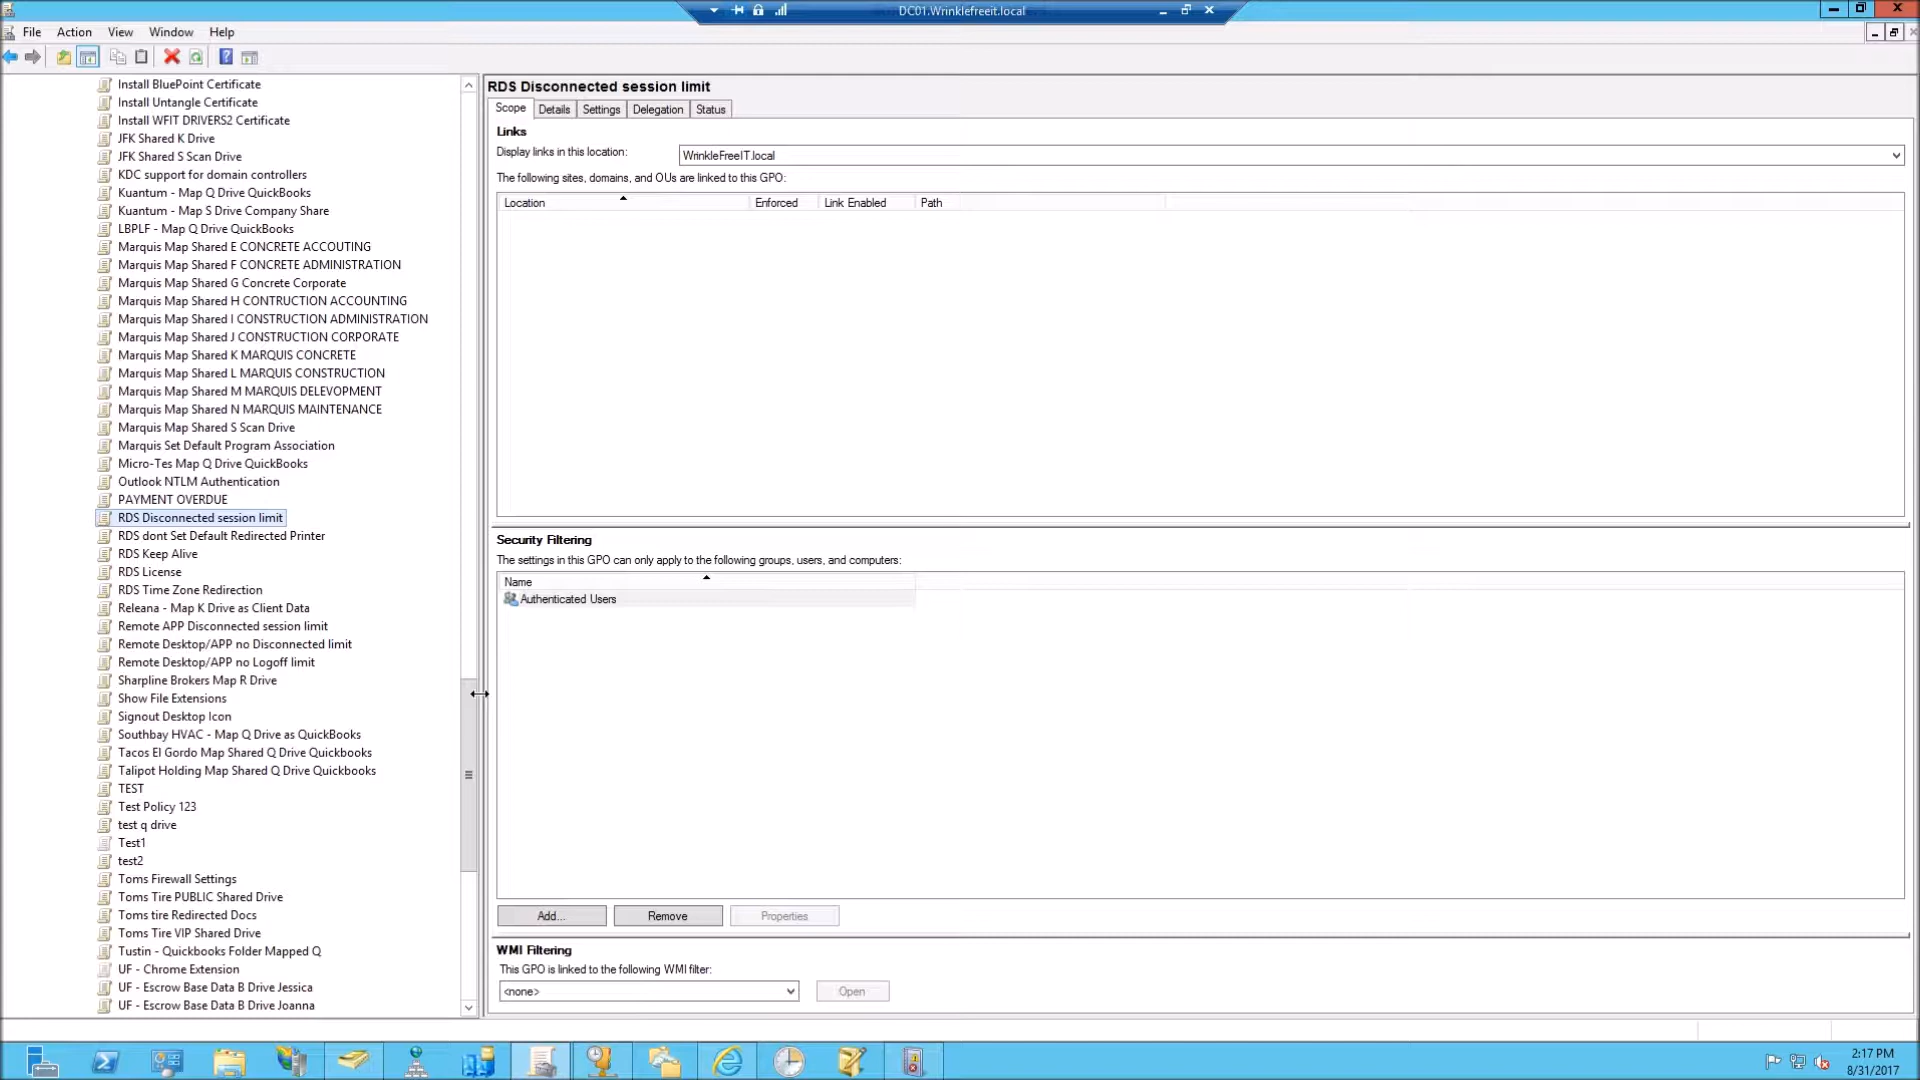 DC01.Wrinklefreeit.local
File Action View Window Help
Install BluePoint Certificate
Install Untangle Certificate
Install WFIT DRIVERS2 Certificate
JFK Shared K Drive
JFK Shared S Scan Drive
KDC support for domain controllers
Kuantum - Map Q Drive QuickBooks
Kuantum - Map S Drive Company Share
LBPLF - Map Q Drive QuickBooks
Marquis Map Shared E CONCRETE ACCOUTING
Marquis Map Shared F CONCRETE ADMINISTRATION
Marquis Map Shared G Concrete Corporate
Marquis Map Shared H CONTRUCTION ACCOUNTING
Marquis Map Shared I CONSTRUCTION ADMINISTRATION
Marquis Map Shared J CONSTRUCTION CORPORATE
Marquis Map Shared K MARQUIS CONCRETE
Marquis Map Shared L MARQUIS CONSTRUCTION
Marquis Map Shared M MARQUIS DELEVOPMENT
Marquis Map Shared N MARQUIS MAINTENANCE
Marquis Map Shared S Scan Drive
Marquis Set Default Program Association
Micro-Tes Map Q Drive QuickBooks
Outlook NTLM Authentication
PAYMENT OVERDUE
RDS Disconnected session limit
RDS dont Set Default Redirected Printer
RDS Keep Alive
RDS License
RDS Time Zone Redirection
Releana - Map K Drive as Client Data
Remote APP Disconnected session limit
Remote Desktop/APP no Disconnected limit
Remote Desktop/APP no Logoff limit
Sharpline Brokers Map R Drive
Show File Extensions
Signout Desktop Icon
Southbay HVAC - Map Q Drive as QuickBooks
Tacos El Gordo Map Shared Q Drive Quickbooks
Talipot Holding Map Shared Q Drive Quickbooks
TEST
Test Policy 123
test q drive
Test1
test2
Toms Firewall Settings
Toms Tire PUBLIC Shared Drive
Toms tire Redirected Docs
Toms Tire VIP Shared Drive
Tustin - Quickbooks Folder Mapped Q
UF - Chrome Extension
UF - Escrow Base Data B Drive Jessica
UF - Escrow Base Data B Drive Joanna
RDS Disconnected session limit
Scope Details Settings Delegation Status
Links
Display links in this location: WrinkleFreeIT.local
The following sites, domains, and OUs are linked to this GPO:
Location Enforced Link Enabled Path
Security Filtering
The settings in this GPO can only apply to the following groups, users, and computers:
Name
Authenticated Users
Add... Remove Properties
WMI Filtering
This GPO is linked to the following WMI filter:
<none> Open
2:17 PM
8/31/2017